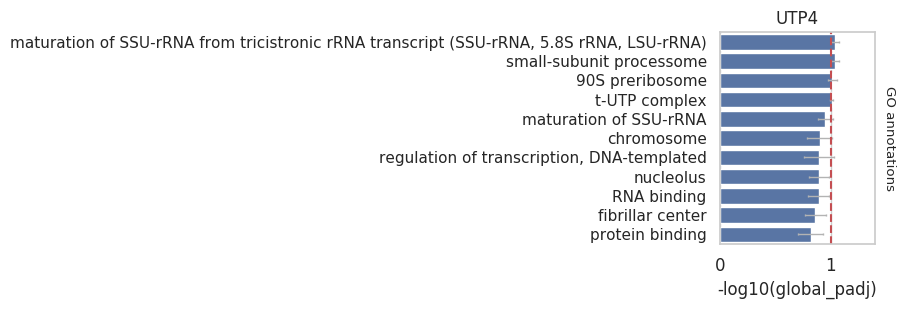 UTP4
maturation of SSU-rRNA from tricistronic rRNA transcript (SSU-rRNA, 5.8S rRNA, LSU-rRNA)
small-subunit processome
90S preribosome
t-UTP complex
maturation of SSU-rRNA
chromosome
regulation of transcription, DNA-templated
nucleolus
RNA binding
fibrillar center
protein binding
GO annotations
0 1
-log10(global_padj)